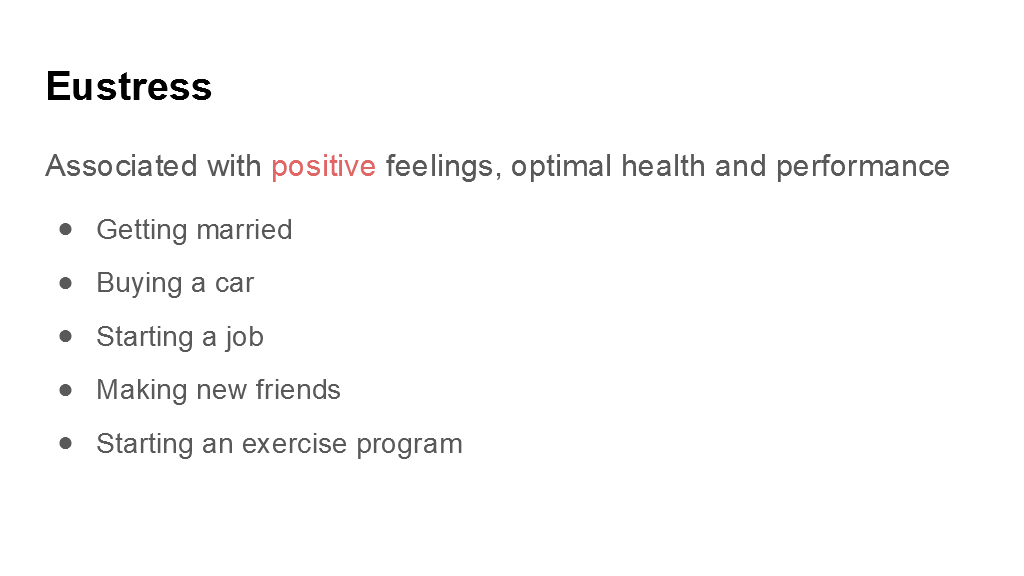 Eustress
Associated with positive feelings, optimal health and performance
● Getting married
● Buying a car
● Starting a job
● Making new friends
● Starting an exercise program